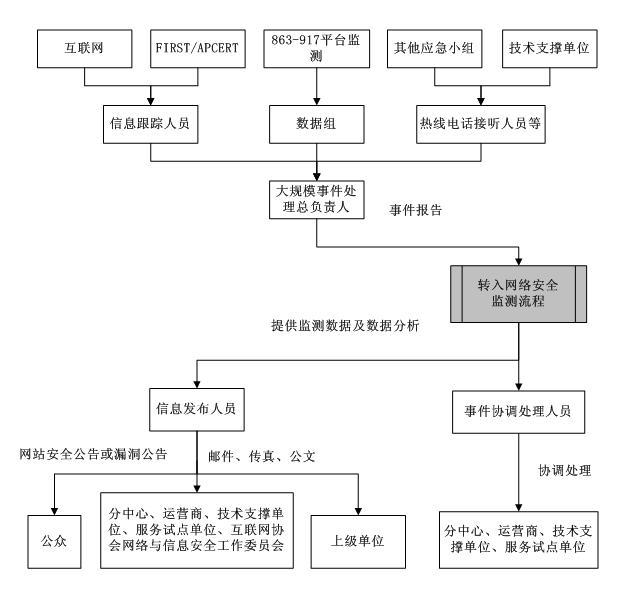 互联网
FIRST/APCERT
863-917平台监
测
其他应急小组
技术支撑单位
信息跟踪人员
数据组
热线电话接听人员等
大规模事件处
理总负责人
事件报告
转入网络安全
监测流程
提供监测数据及数据分析
信息发布人员
事件协调处理人员
网站安全公告或漏洞公告
邮件、传真、公文
协调处理
公众
分中心、运营商、技术支撑单
位、服务试点单位、互联网协
会网络与信息安全工作委员会
上级单位
分中心、运营商、技术支
撑单位、服务试点单位